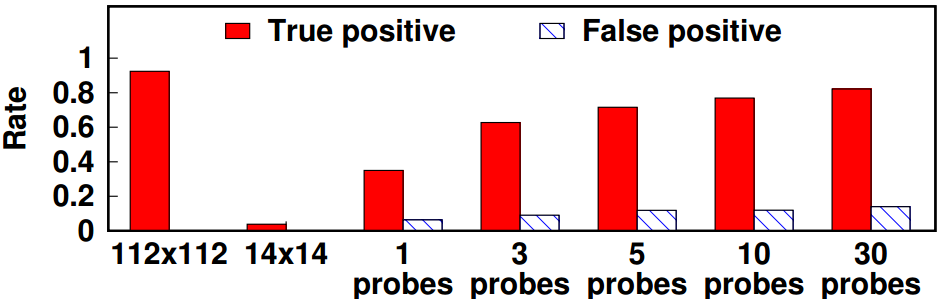 True positive False positive
Rate
1
0.8
0.6
0.4
0.2
0
112x112 14x14 1 3 5 10 30
probes probes probes probes probes